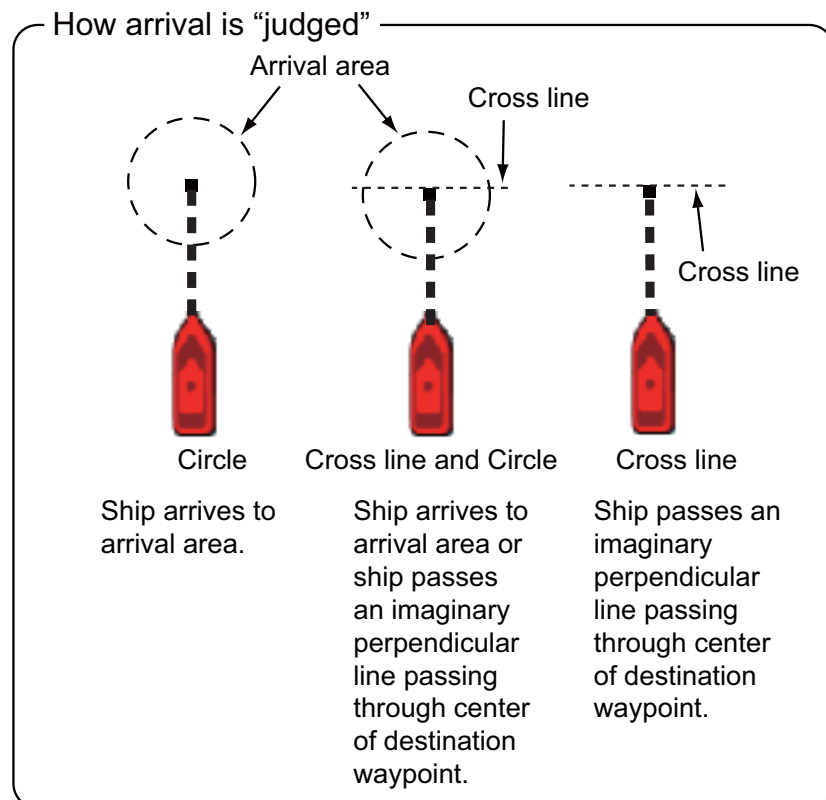 How arrival is “judged”
Arrival area
Cross line
Cross line
Circle
Ship arrives to
arrival area.
Cross line and Circle
Ship arrives to
arrival area or
ship passes
an imaginary
perpendicular
line passing
through center
of destination
waypoint.
Cross line
Ship passes an
imaginary
perpendicular
line passing
through center
of destination
waypoint.